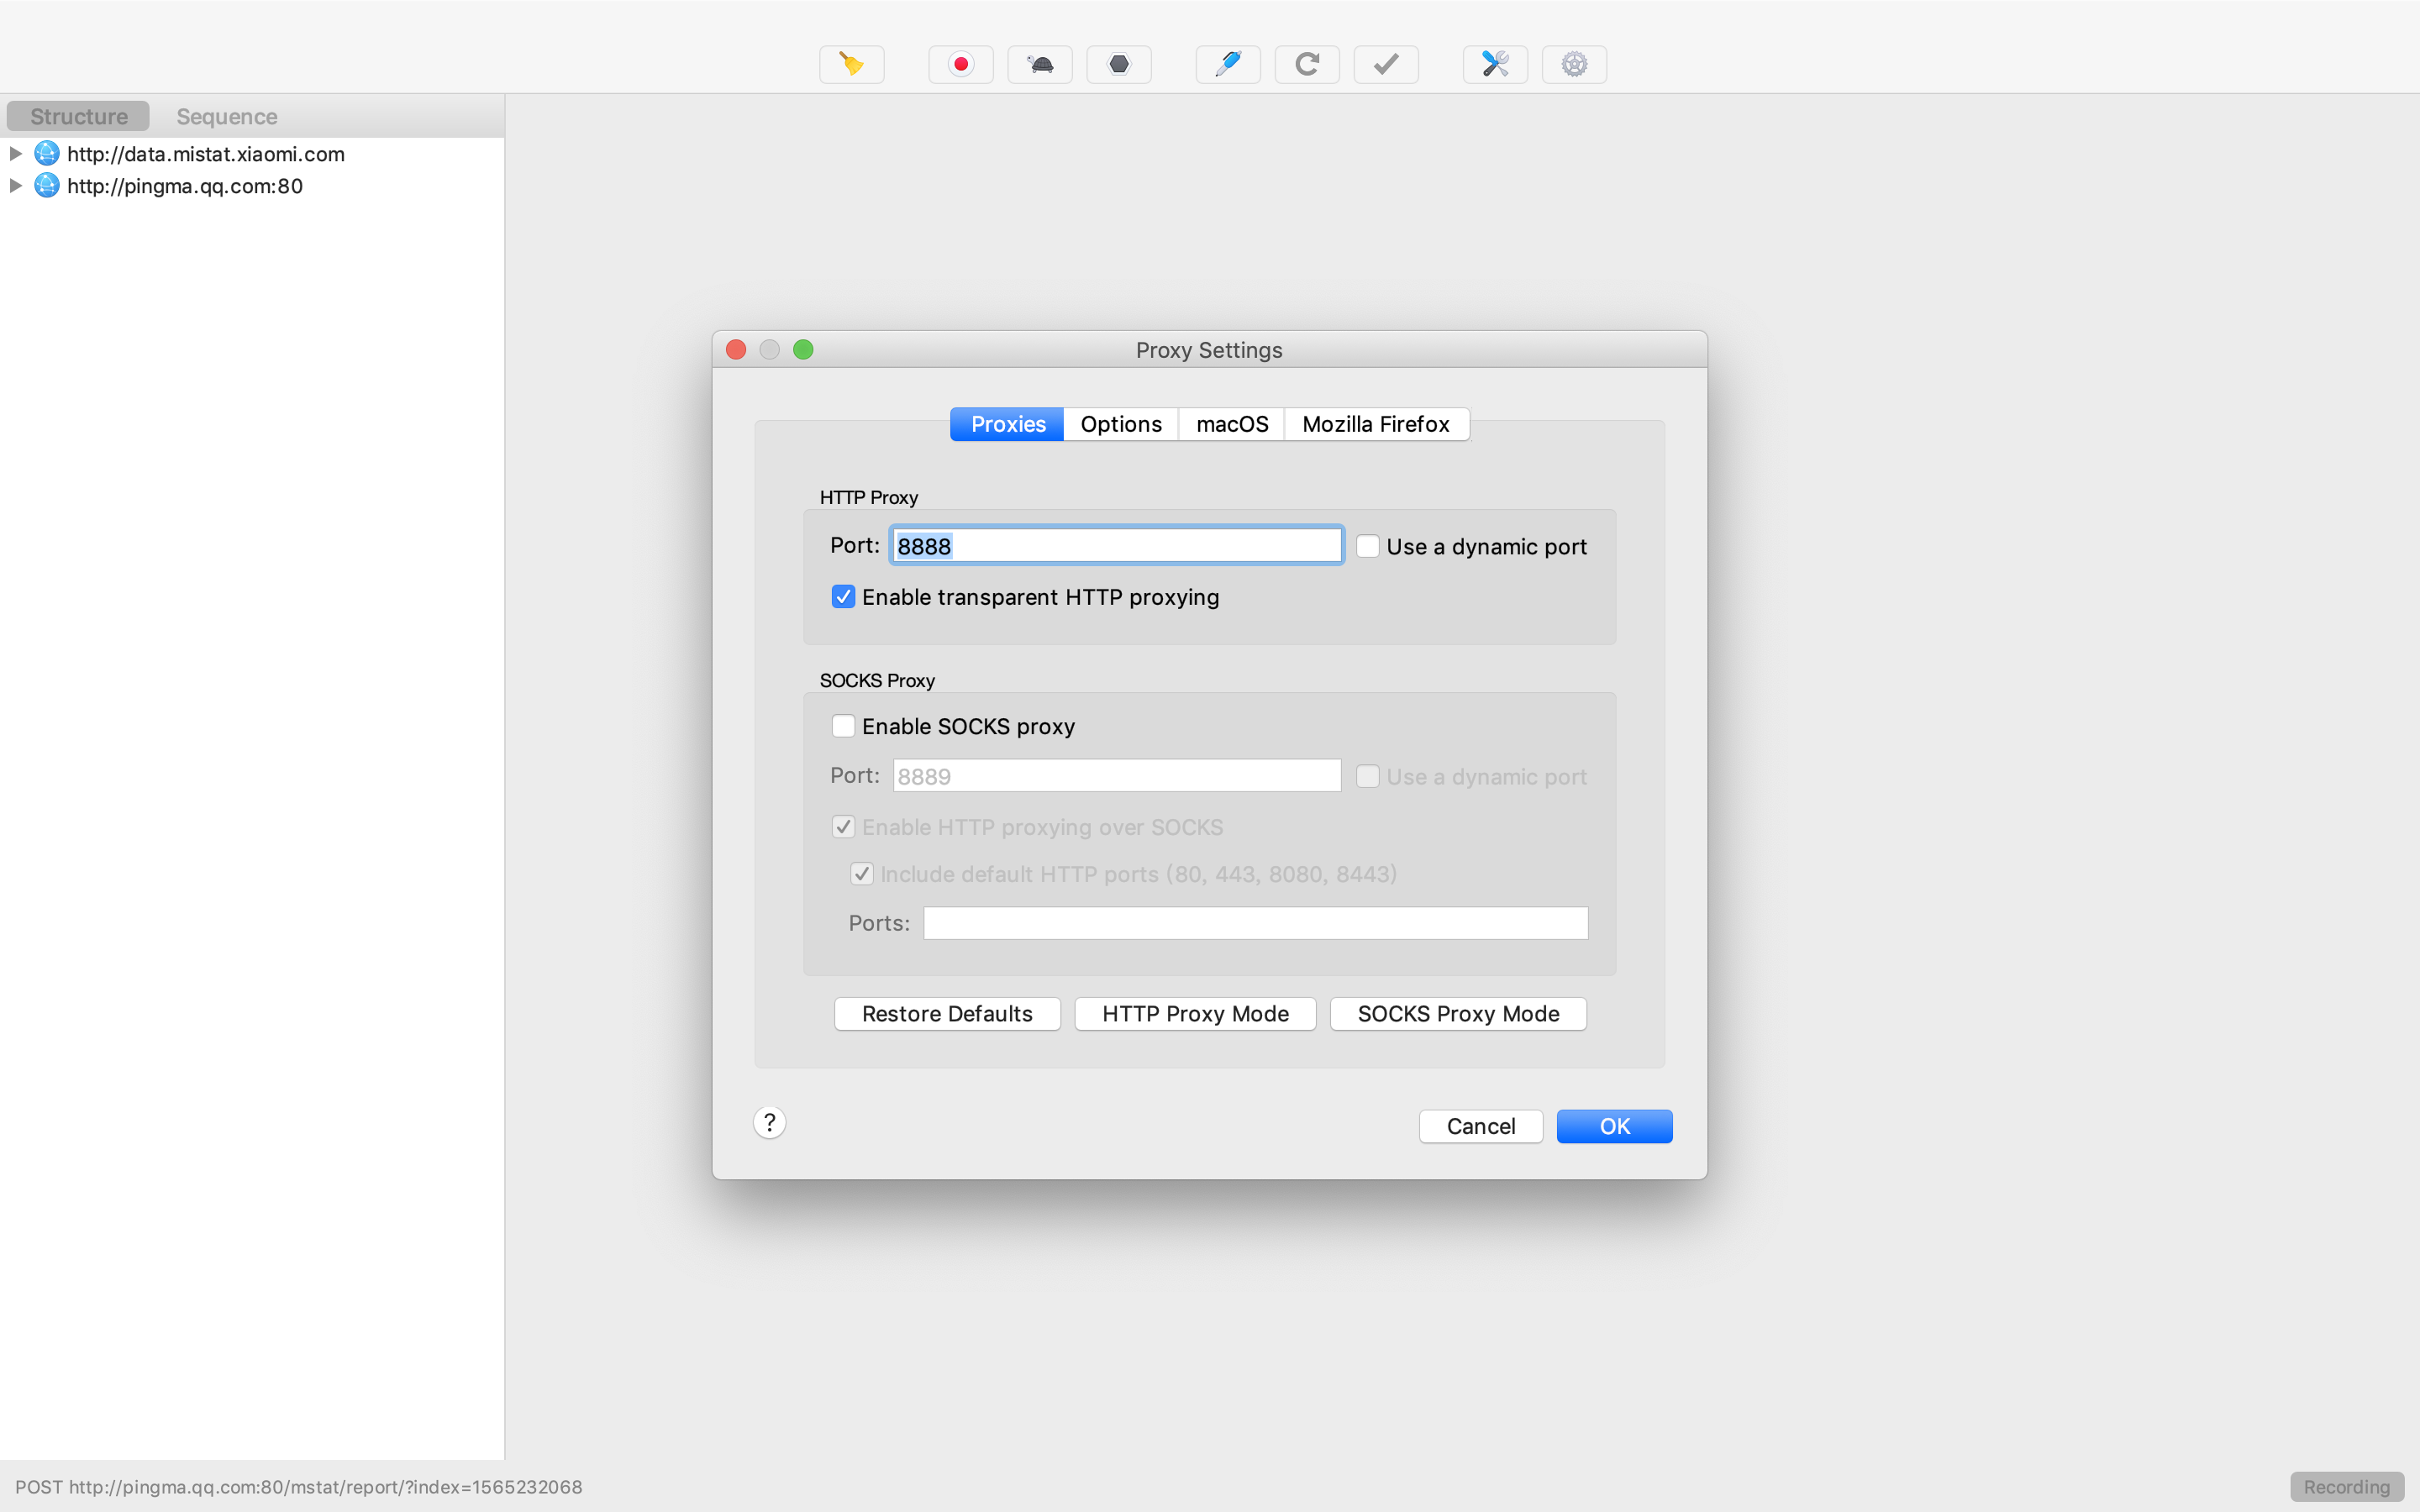 Structure Sequence
http://data.mistat.xiaomi.com
http://pingma.qq.com:80
Proxy Settings
Proxies Options macOS Mozilla Firefox
HTTP Proxy
Port: 8888 Use a dynamic port
Enable transparent HTTP proxying
SOCKS Proxy
Enable SOCKS proxy
Port: 8889 Use a dynamic port
Enable HTTP proxying over SOCKS
Include default HTTP ports (80, 443, 8080, 8443)
Ports:
Restore Defaults HTTP Proxy Mode SOCKS Proxy Mode
? Cancel OK
POST http://pingma.qq.com:80/mstat/report/?index=1565232068 Recording